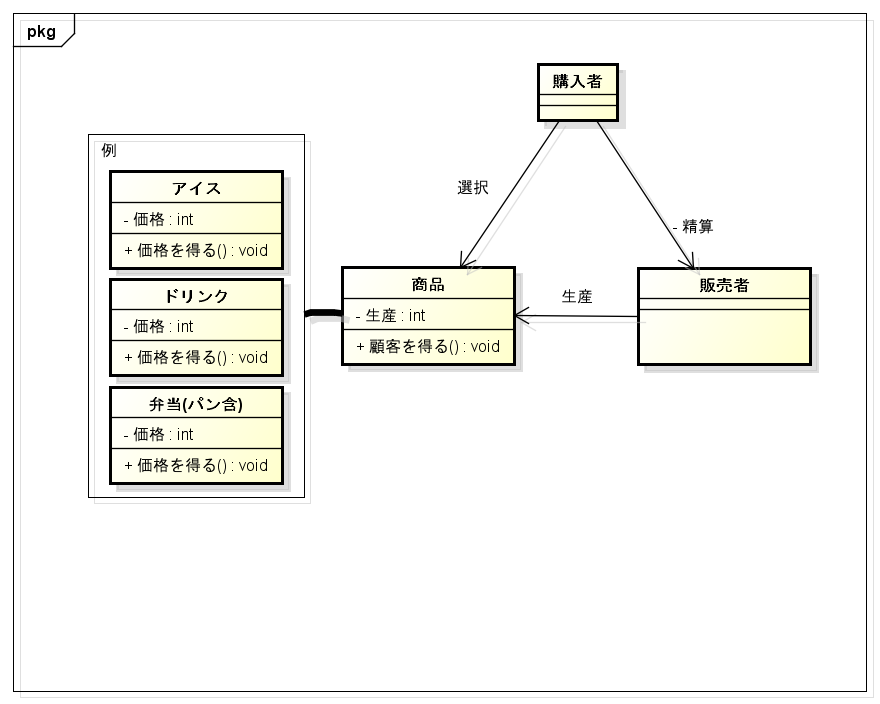 pkg
購入者
例
アイス
- 価格 : int
+ 価格を得る() : void
ドリンク
- 価格 : int
+ 価格を得る() : void
弁当(パン含)
- 価格 : int
+ 価格を得る() : void
選択
- 精算
商品
- 生産 : int
+ 顧客を得る() : void
生産
販売者